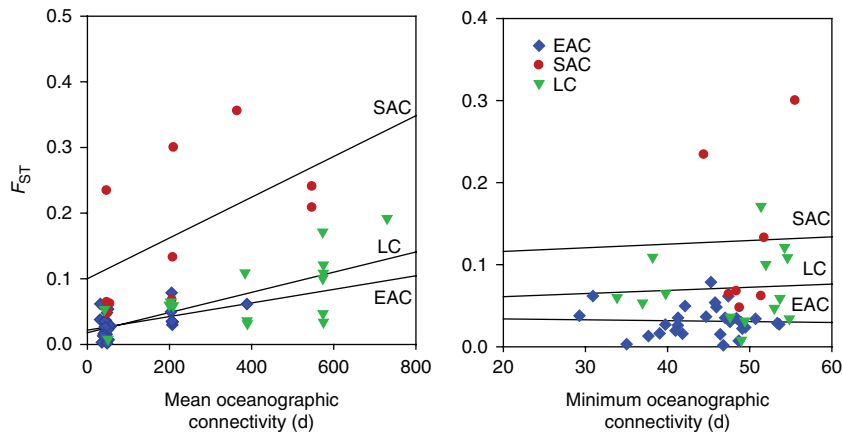 0.5
0.4
0.3
0.2
0.1
0.0
F_ST
SAC
LC
EAC
0 200 400 600 800
Mean oceanographic
connectivity (d)
0.4
0.3
0.2
0.1
0.0
EAC
SAC
LC
SAC
LC
EAC
20 30 40 50 60
Minimum oceanographic
connectivity (d)